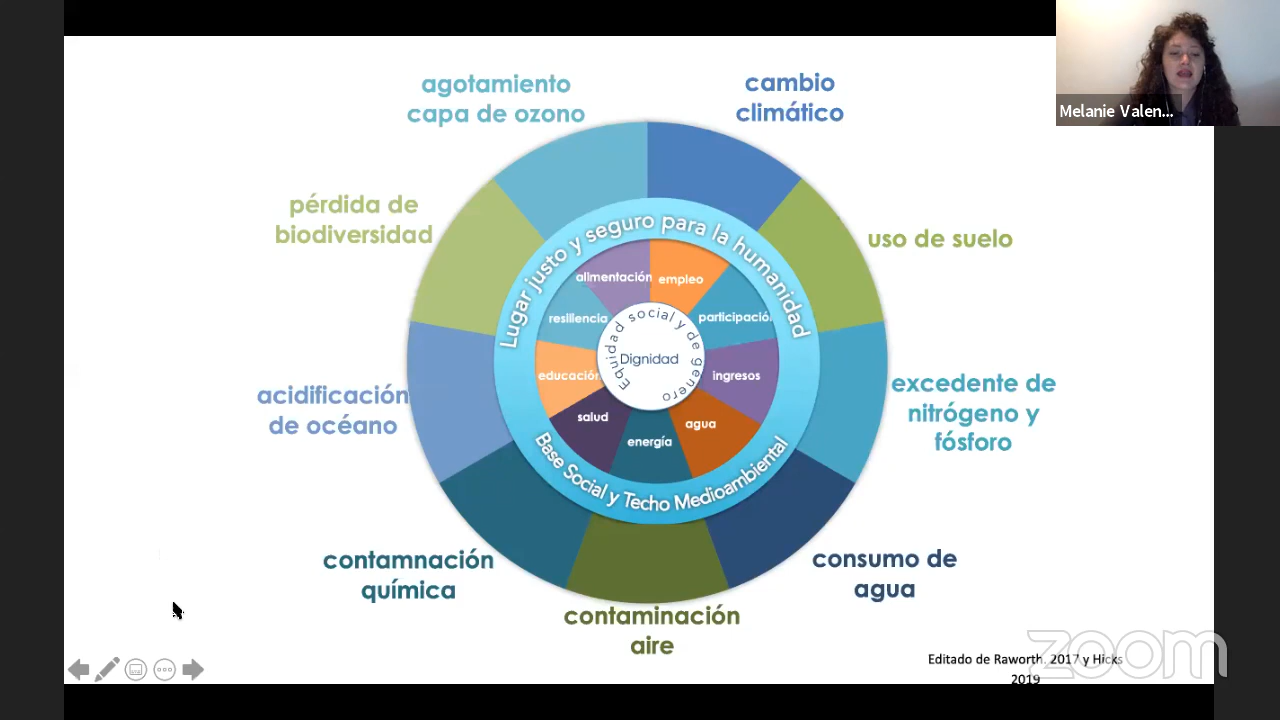 agotamiento
capa de ozono
cambio
climático
Melanie Valen...
pérdida de
biodiversidad
uso de suelo
Lugar justo y seguro para la humanidad
alimentación
empleo
resiliencia
participación
Equidad social y de genero
Dignidad
educación
ingresos
salud
agua
energía
Base Social y Techo Medioambiental
acidificación
de océano
excedente de
nitrógeno y
fósforo
contamnación
química
consumo de
agua
contaminación
aire
Editado de Raworth. 2017 y Hicks
2019
zoom